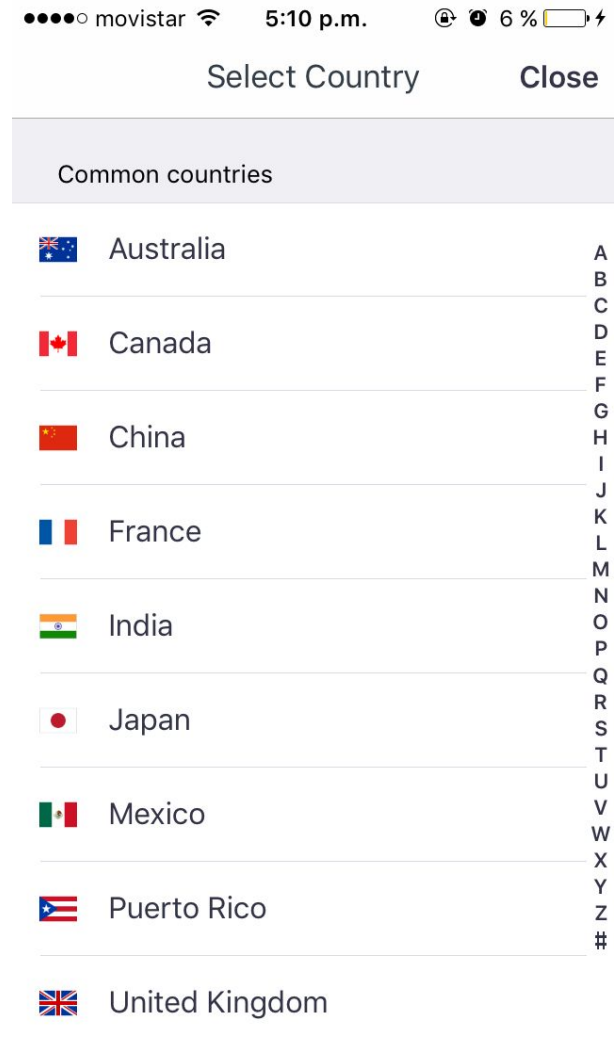 movistar 5:10 p.m. 6 %
Select Country Close
Common countries
Australia
Canada
China
France
India
Japan
Mexico
Puerto Rico
United Kingdom
A
B
C
D
E
F
G
H
I
J
K
L
M
N
O
P
Q
R
S
T
U
V
W
X
Y
Z
#